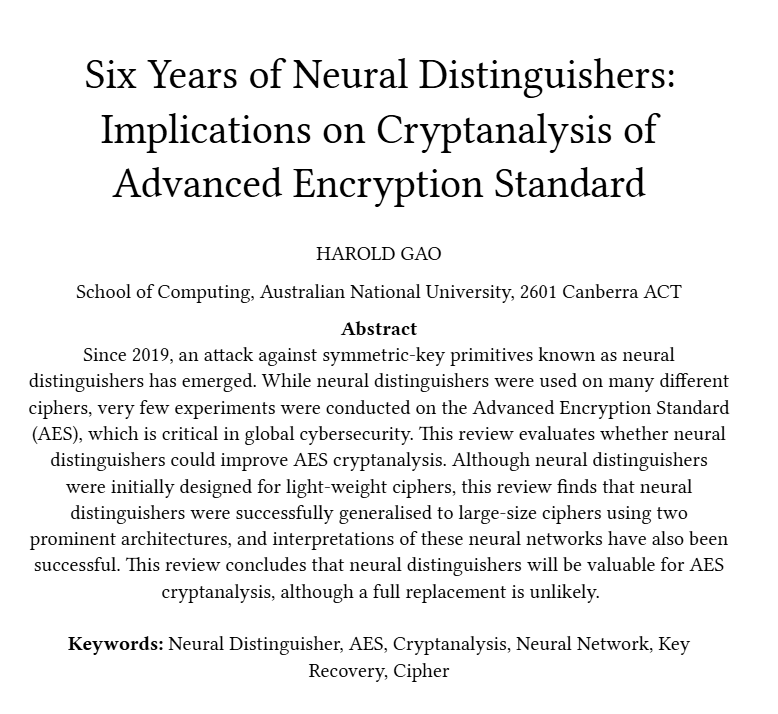 Six Years of Neural Distinguishers:
Implications on Cryptanalysis of
Advanced Encryption Standard
HAROLD GAO
School of Computing, Australian National University, 2601 Canberra ACT
Abstract
Since 2019, an attack against symmetric-key primitives known as neural
distinguishers has emerged. While neural distinguishers were used on many different
ciphers, very few experiments were conducted on the Advanced Encryption Standard
(AES), which is critical in global cybersecurity. This review evaluates whether neural
distinguishers could improve AES cryptanalysis. Although neural distinguishers
were initially designed for light-weight ciphers, this review finds that neural
distinguishers were successfully generalised to large-size ciphers using two
prominent architectures, and interpretations of these neural networks have also been
successful. This review concludes that neural distinguishers will be valuable for AES
cryptanalysis, although a full replacement is unlikely.
Keywords: Neural Distinguisher, AES, Cryptanalysis, Neural Network, Key
Recovery, Cipher